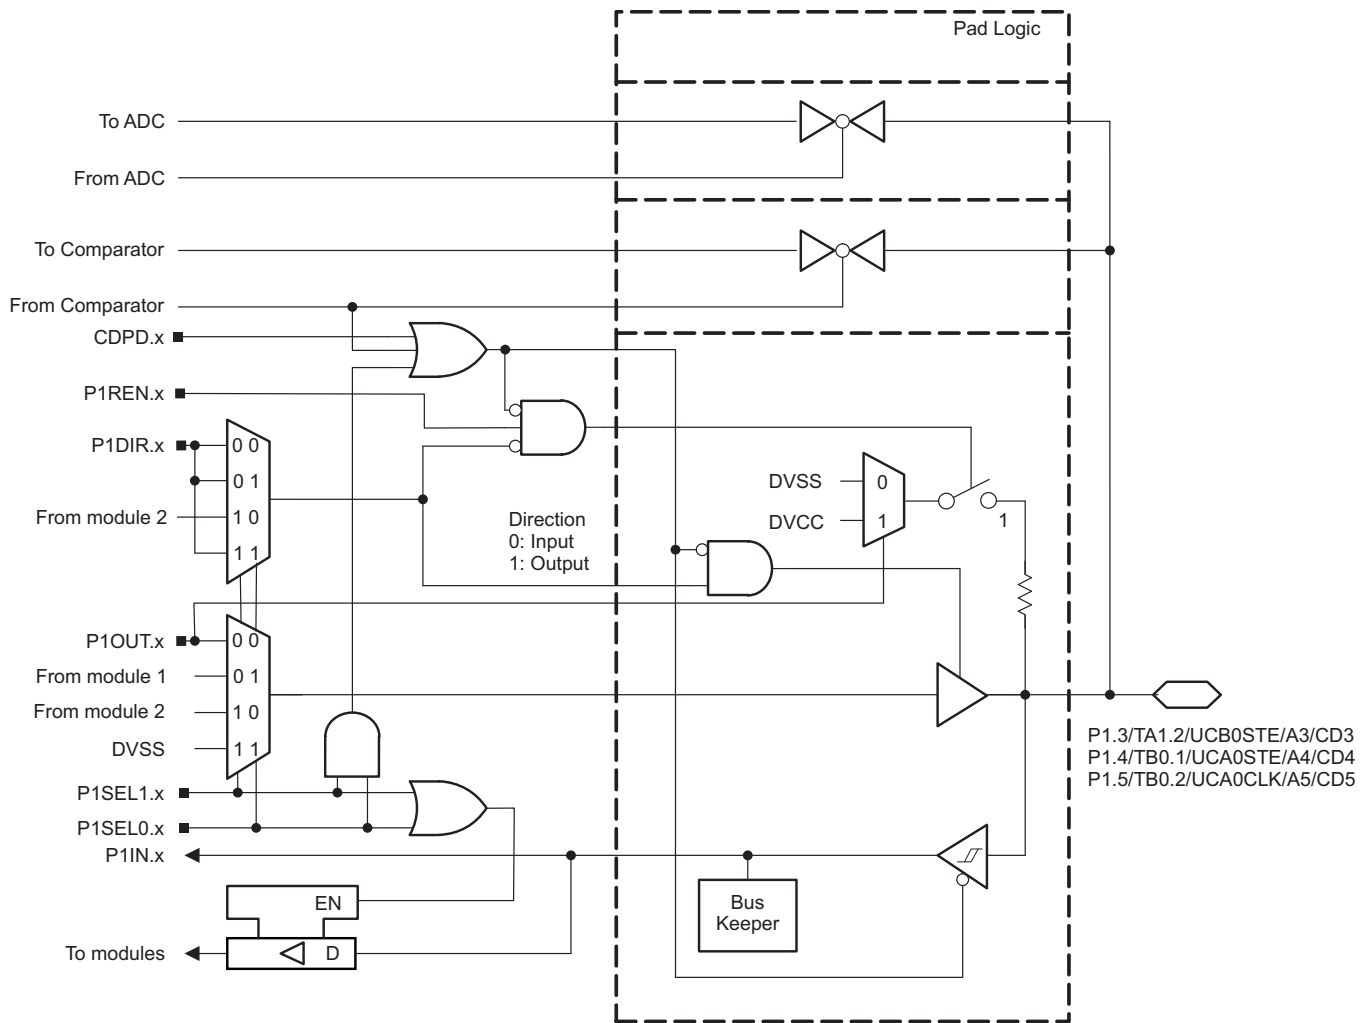 Pad Logic
To ADC
From ADC
To Comparator
From Comparator
CDPD.x
P1REN.x
P1DIR.x
0 0
0 1
From module 2
1 0
1 1
Direction
0: Input
1: Output
DVSS
0
DVCC
1
1
P1OUT.x
0 0
From module 1
0 1
From module 2
1 0
DVSS
1 1
P1.3/TA1.2/UCB0STE/A3/CD3
P1.4/TB0.1/UCA0STE/A4/CD4
P1.5/TB0.2/UCA0CLK/A5/CD5
P1SEL1.x
P1SEL0.x
P1IN.x
EN
Bus
Keeper
To modules
D